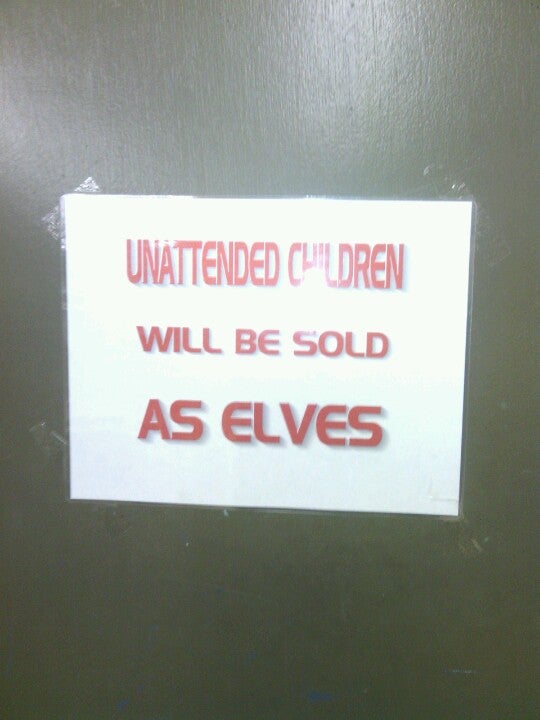 UNATTENDED CHILDREN
WILL BE SOLD
AS ELVES